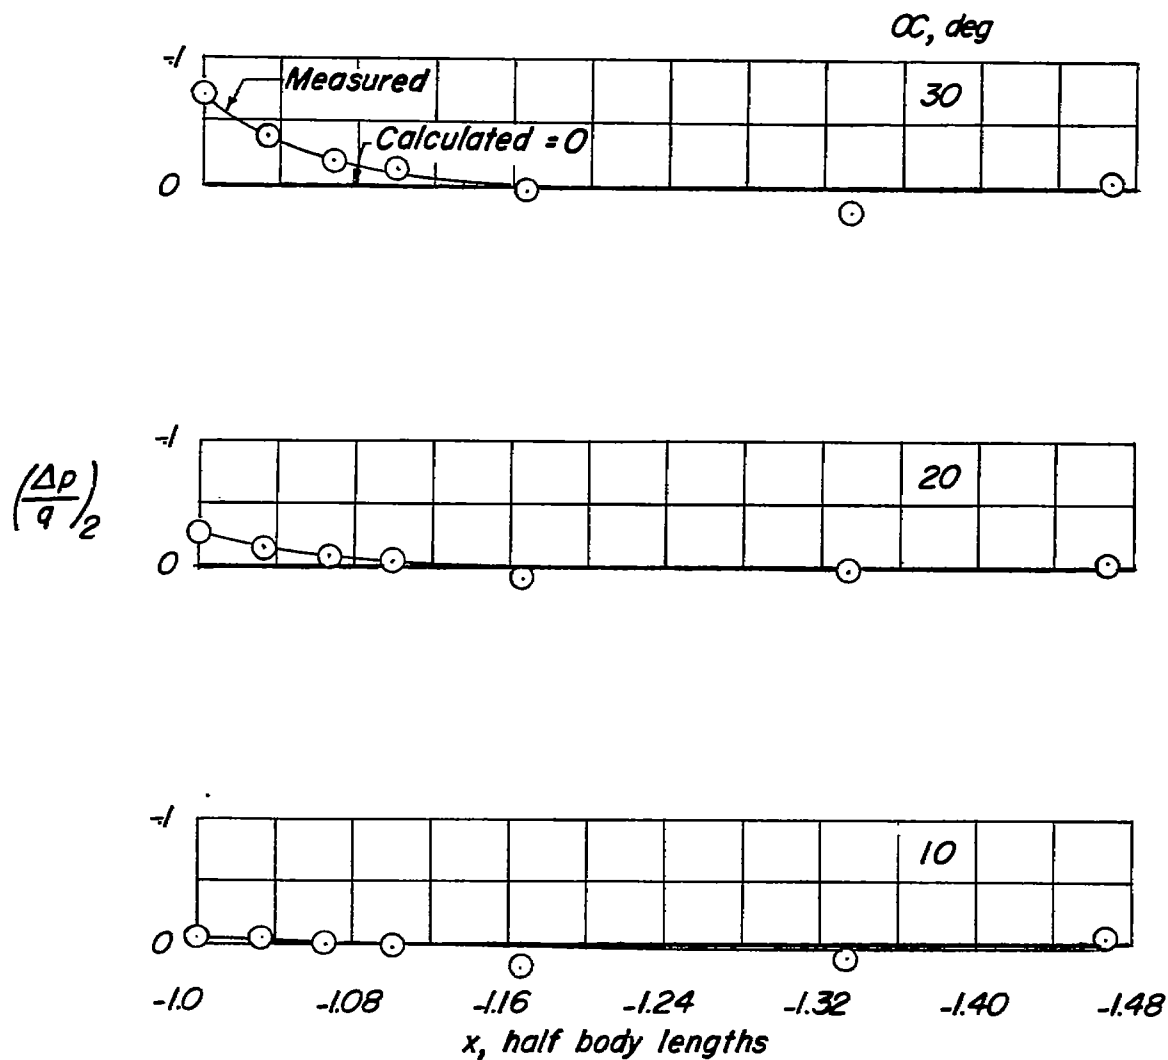 α, deg
-.1
Measured
30
Calculated = 0
0
-.1
20
(Δp/q)2
0
-.1
10
0
-1.0 -1.08 -1.16 -1.24 -1.32 -1.40 -1.48
x, half body lengths